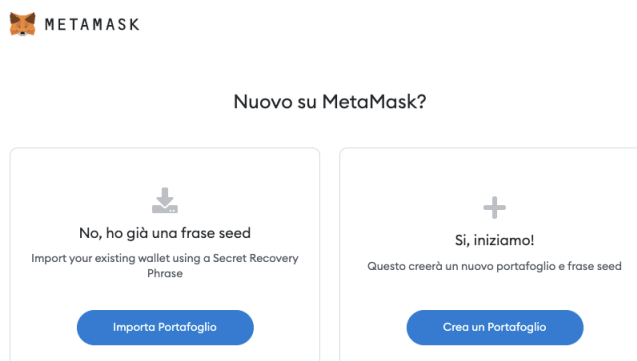 METAMASK
Nuovo su MetaMask?
No, ho già una frase seed
Import your existing wallet using a Secret Recovery
Phrase
Importa Portafoglio
Si, iniziamo!
Questo creerà un nuovo portafoglio e frase seed
Crea un Portafoglio